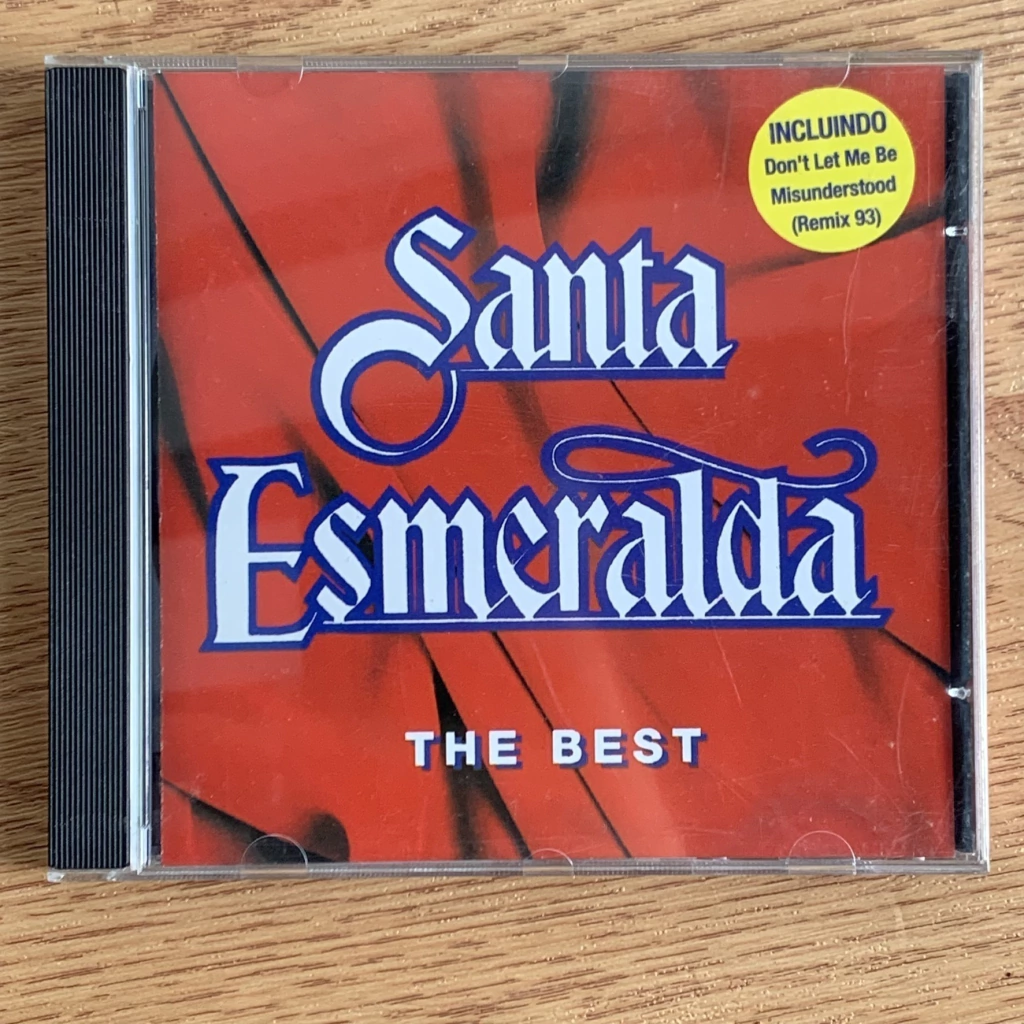 INCLUINDO
Don't Let Me Be
Misunderstood
(Remix 93)
Santa
Esmeralda
THE BEST